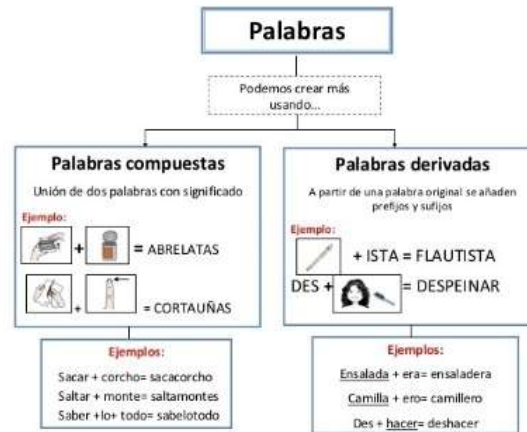 Palabras
Podemos crear más
usando...
Palabras compuestas
Unión de dos palabras con significado
Ejemplo:
+ = ABRELATAS
+ = CORTAUÑAS
Ejemplos:
Sacar + corcho= sacacorcho
Saltar + monte= saltamontes
Saber +lo+ todo= sabelotodo
Palabras derivadas
A partir de una palabra original se añaden
prefijos y sufijos
Ejemplo:
+ ISTA = FLAUTISTA
DES + = DESPEINAR
Ejemplos:
Ensalada + era= ensaladera
Camilla + ero= camillero
Des + hacer= deshacer